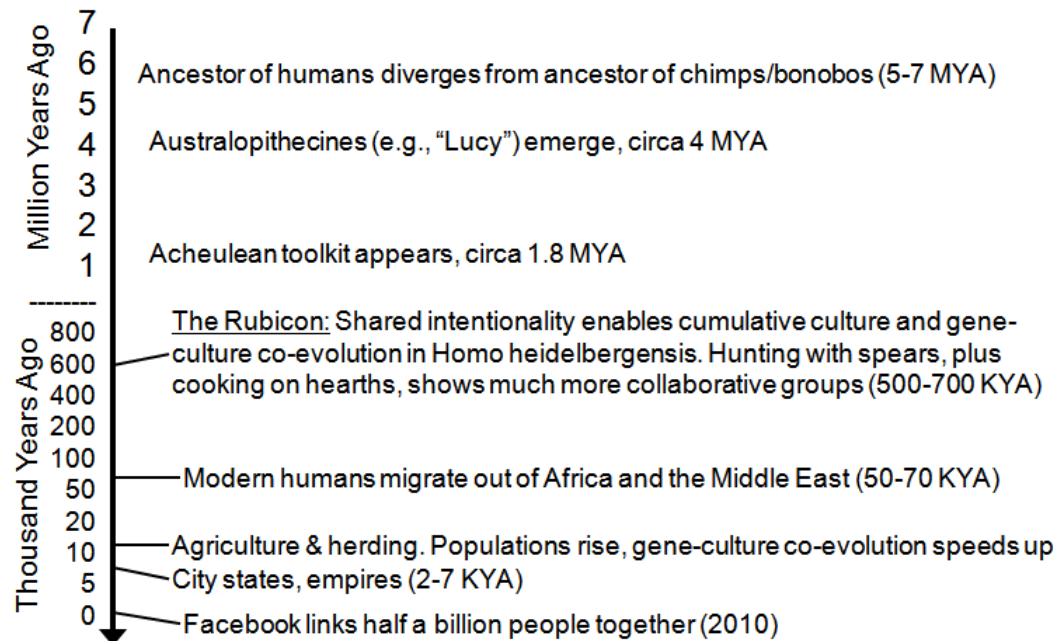 Million Years Ago
7
6
Ancestor of humans diverges from ancestor of chimps/bonobos (5-7 MYA)
5
4
Australopithecines (e.g., “Lucy”) emerge, circa 4 MYA
3
2
Acheulean toolkit appears, circa 1.8 MYA
1
--------
Thousand Years Ago
800
The Rubicon: Shared intentionality enables cumulative culture and gene-
culture co-evolution in Homo heidelbergensis. Hunting with spears, plus
cooking on hearths, shows much more collaborative groups (500-700 KYA)
600
400
200
100
Modern humans migrate out of Africa and the Middle East (50-70 KYA)
50
20
10
Agriculture & herding. Populations rise, gene-culture co-evolution speeds up
City states, empires (2-7 KYA)
5
0
Facebook links half a billion people together (2010)